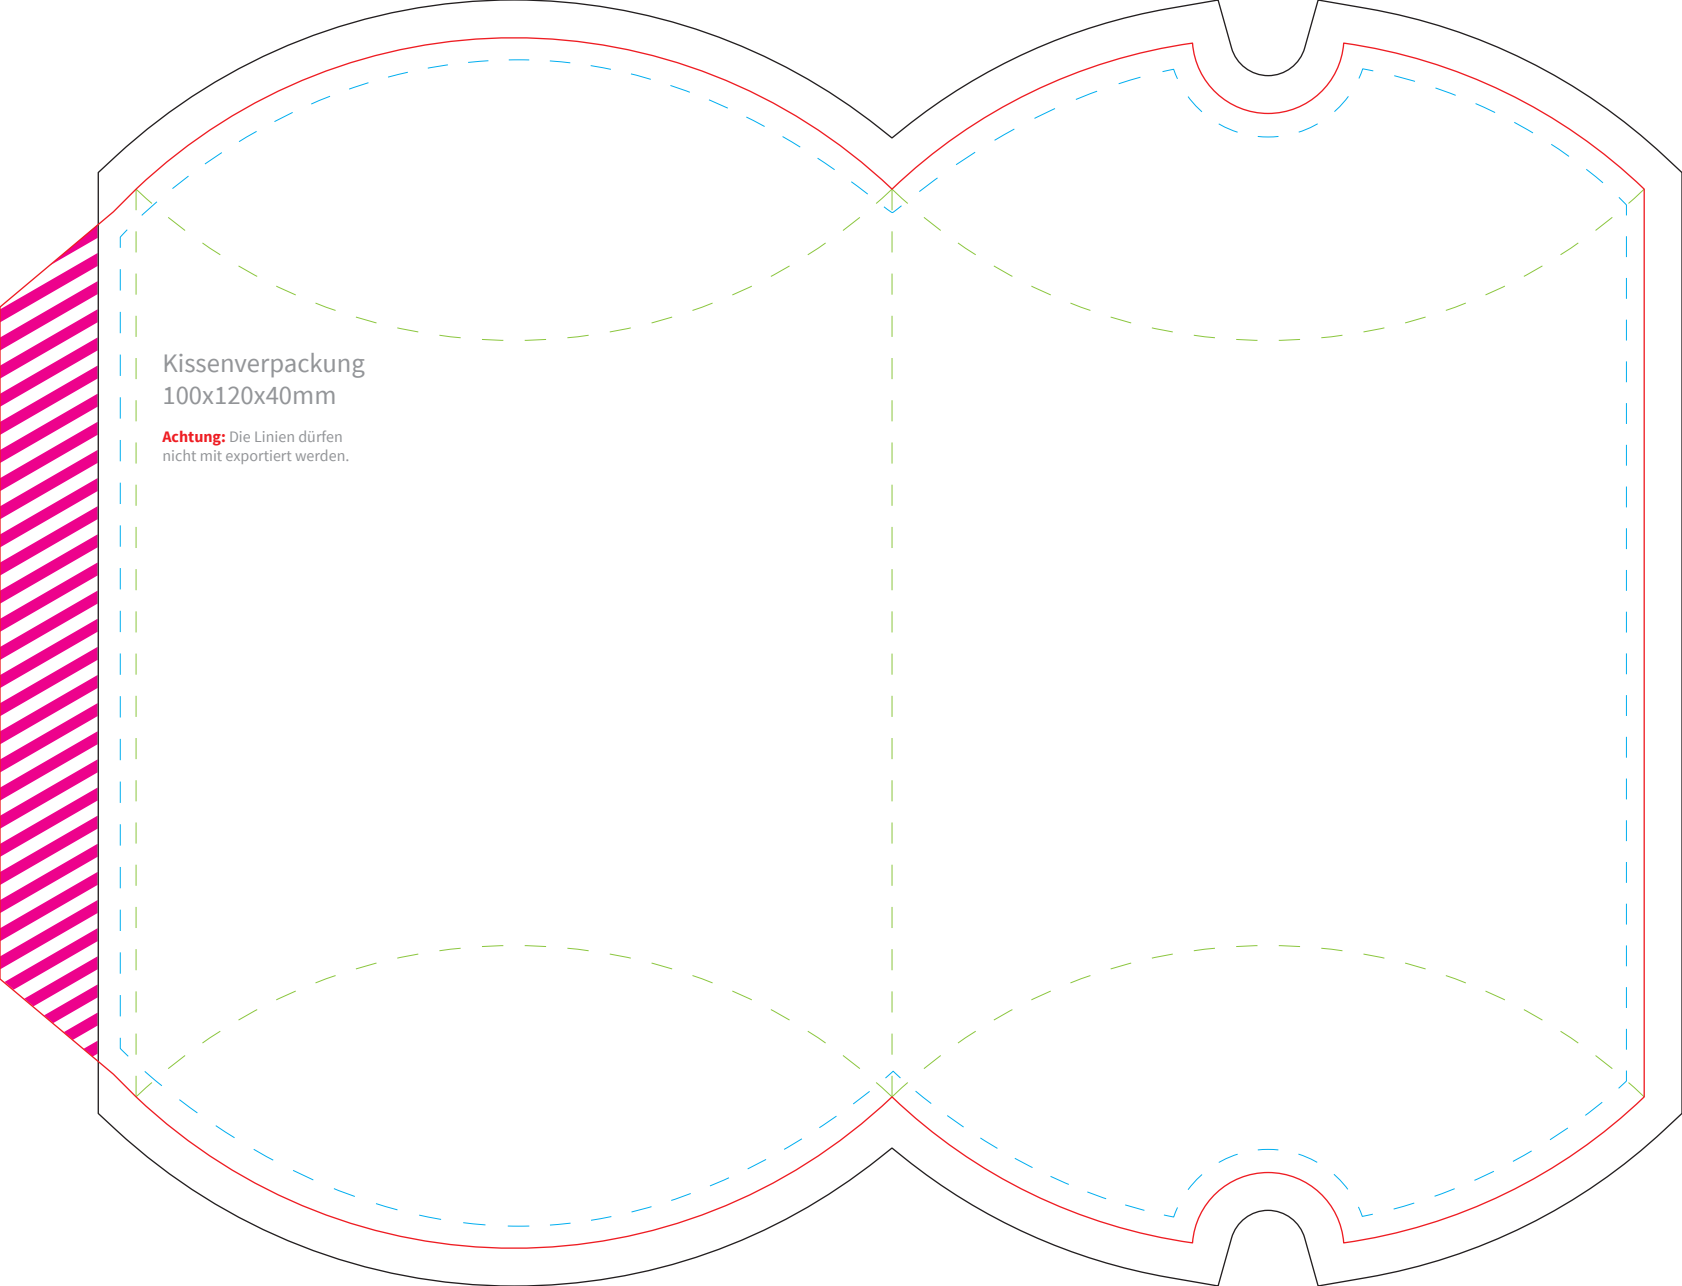 Kissenverpackung
100x120x40mm
Achtung: Die Linien dürfen
nicht mit exportiert werden.